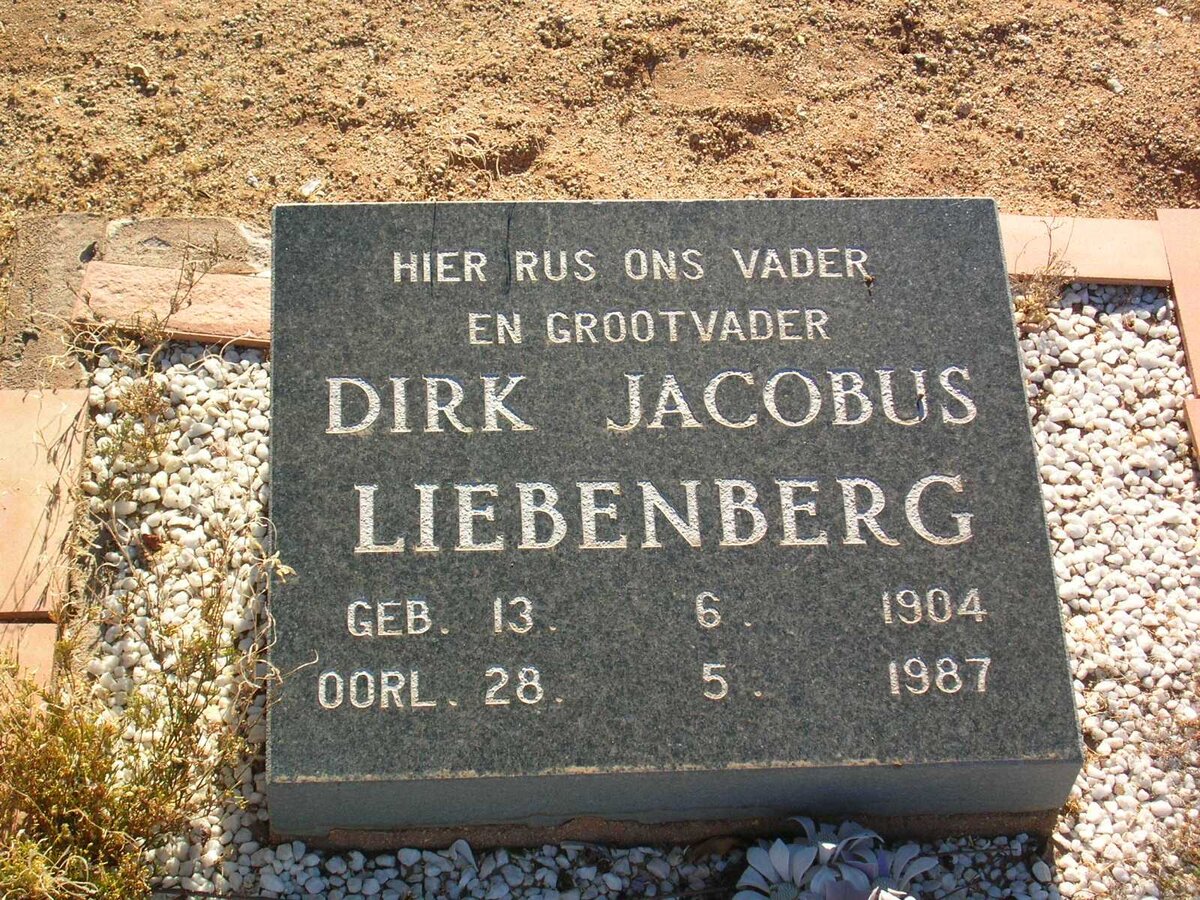 HIER RUS ONS VADER
EN GROOTVADER
DIRK JACOBUS
LIEBENBERG
GEB. 13. 6. 1904
OORL. 28. 5. 1987